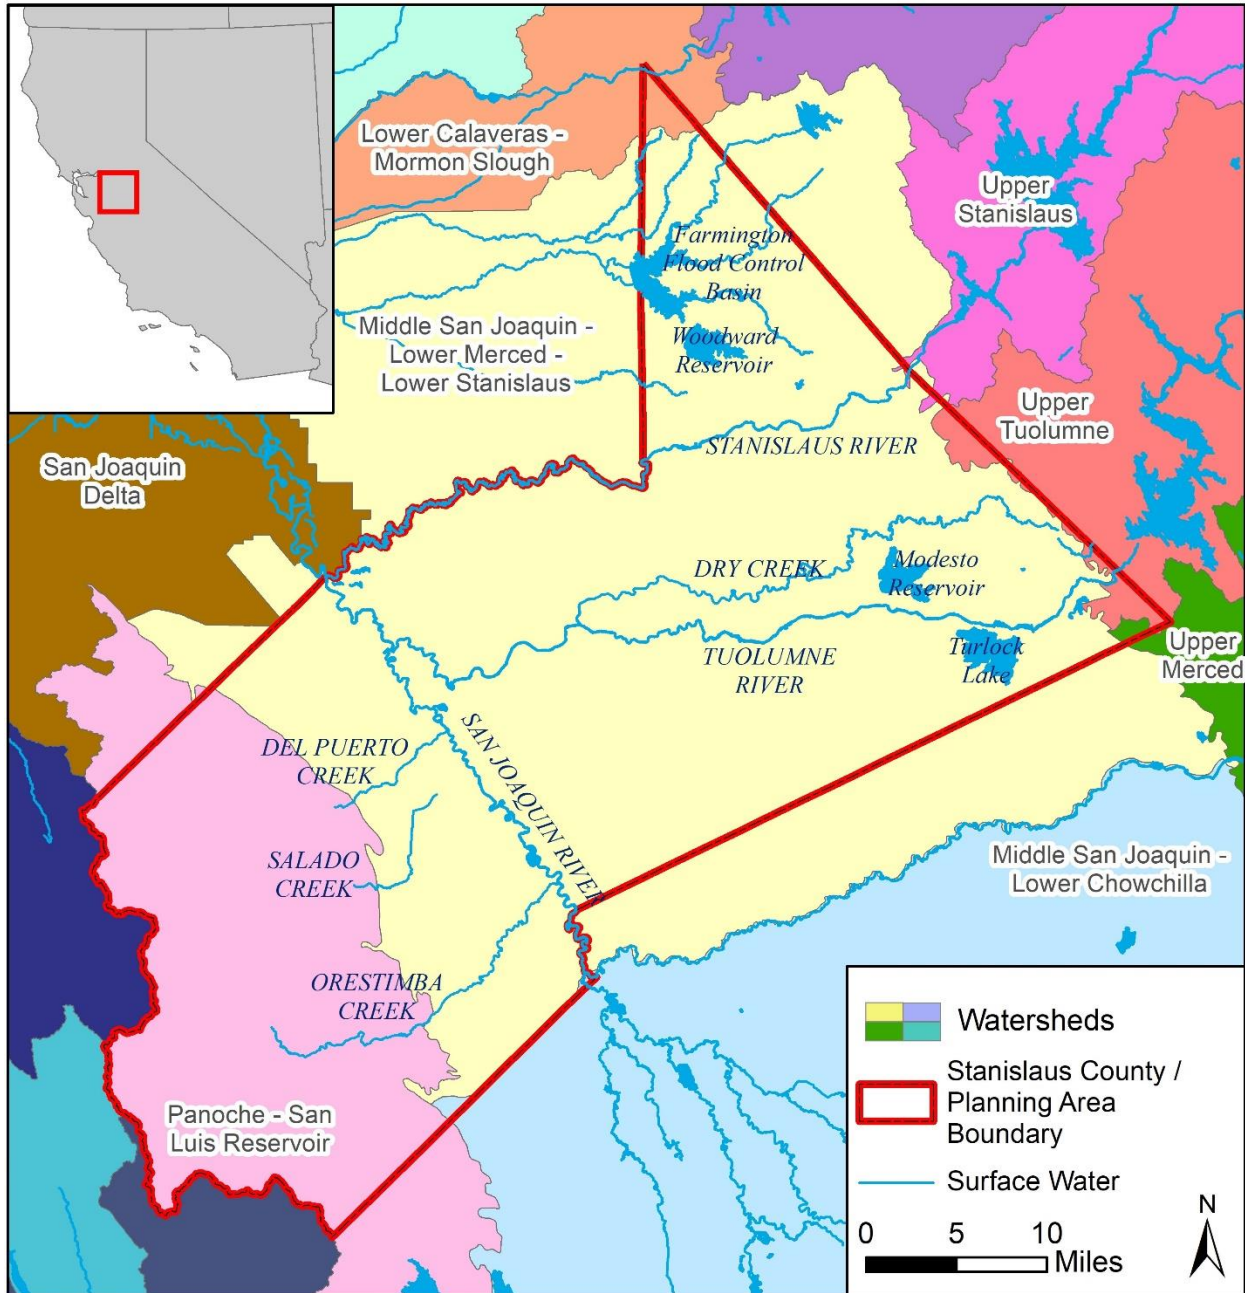 Lower Calaveras -
Mormon Slough
Upper
Stanislaus
Farmington
Flood Control
Basin
Middle San Joaquin -
Lower Merced -
Lower Stanislaus
Woodward
Reservoir
Upper
Tuolumne
STANISLAUS RIVER
San Joaquin
Delta
DRY CREEK
Modesto
Reservoir
TUOLUMNE
RIVER
Turlock
Lake
Upper
Merced
DEL PUERTO
CREEK
SAN JOAQUIN RIVER
SALADO
CREEK
Middle San Joaquin -
Lower Chowchilla
ORESTIMBA
CREEK
Panoche - San
Luis Reservoir
Watersheds
Stanislaus County /
Planning Area
Boundary
Surface Water
N
0 5 10
Miles